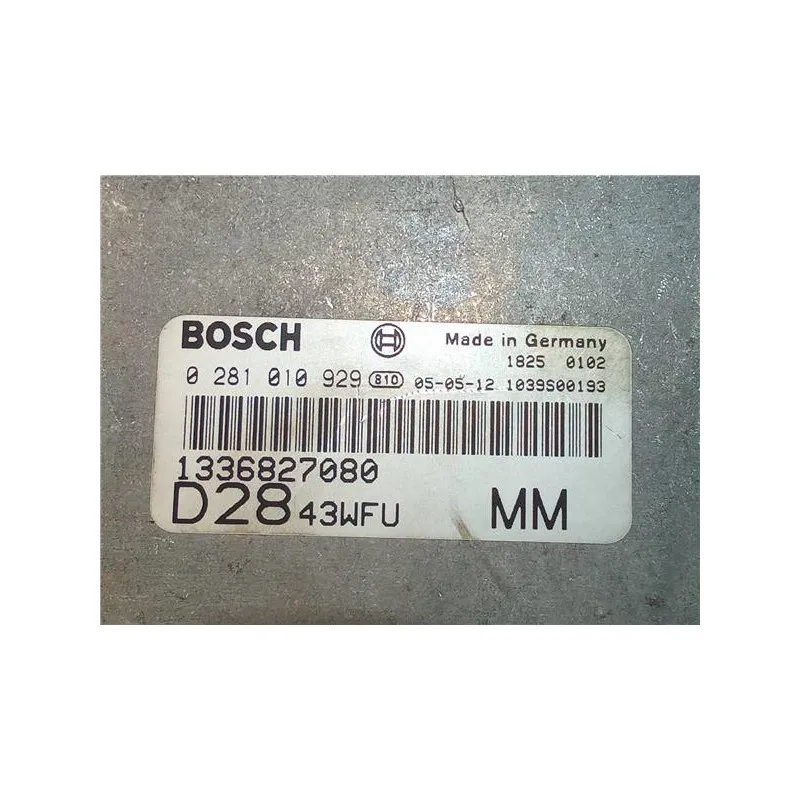 BOSCH Made in Germany
1825 0102
0 281 010 929 810 05-05-12 1039S00193
1336827080
D28 43WFU MM